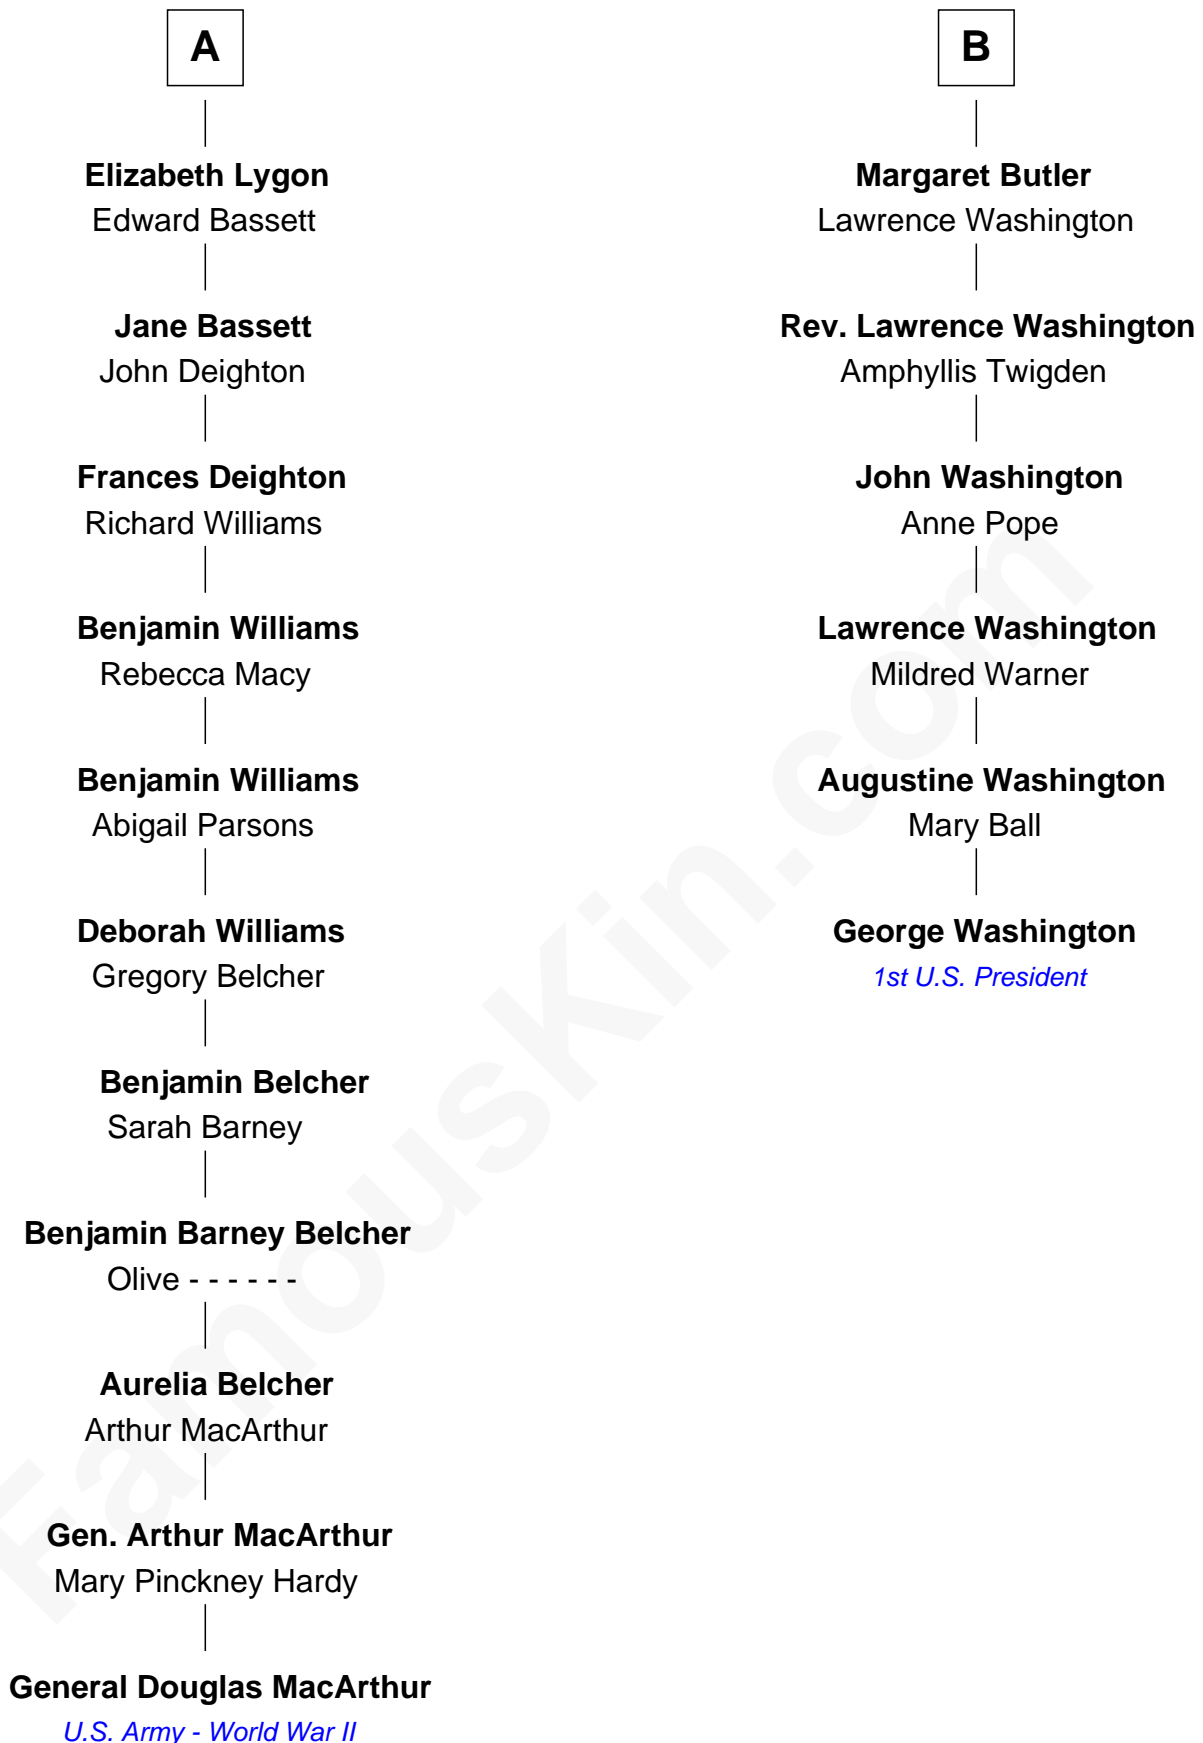 A
Elizabeth Lygon
Edward Bassett
Jane Bassett
John Deighton
Frances Deighton
Richard Williams
Benjamin Williams
Rebecca Macy
Benjamin Williams
Abigail Parsons
Deborah Williams
Gregory Belcher
Benjamin Belcher
Sarah Barney
Benjamin Barney Belcher
Olive - - - - - -
Aurelia Belcher
Arthur MacArthur
Gen. Arthur MacArthur
Mary Pinckney Hardy
General Douglas MacArthur
U.S. Army - World War II
B
Margaret Butler
Lawrence Washington
Rev. Lawrence Washington
Amphyllis Twigden
John Washington
Anne Pope
Lawrence Washington
Mildred Warner
Augustine Washington
Mary Ball
George Washington
1st U.S. President
FamousKin.com